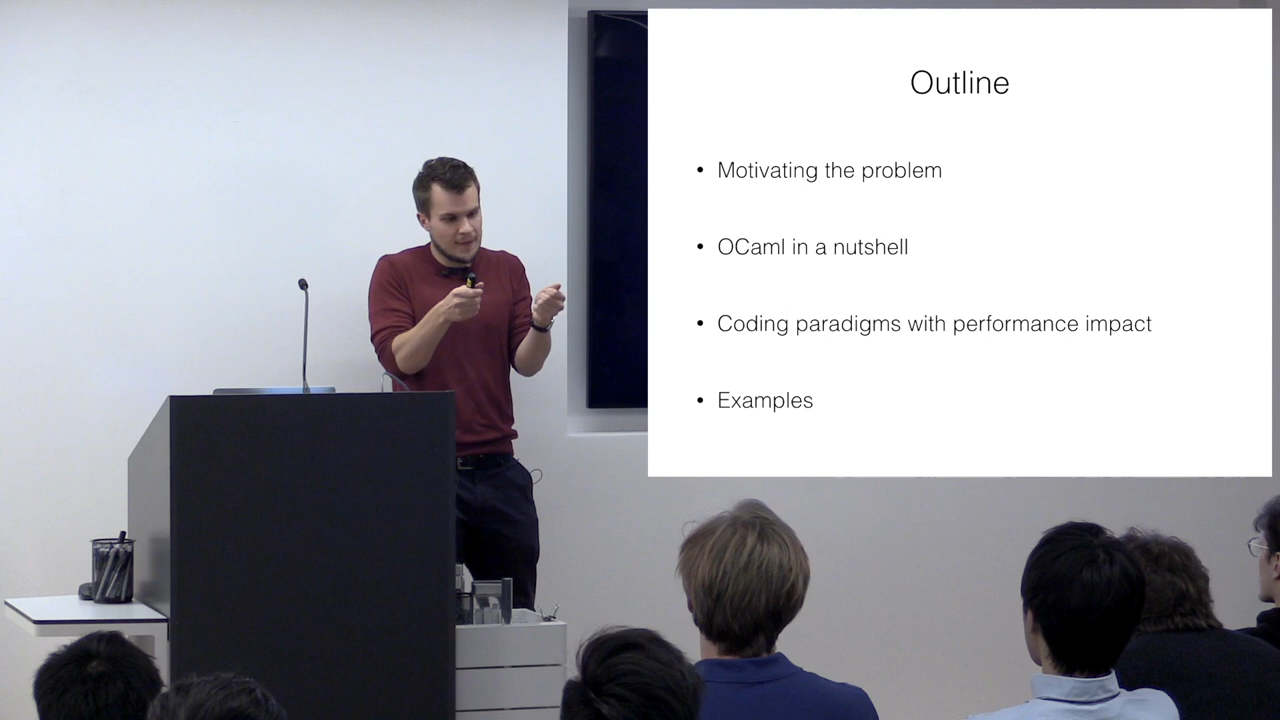 Outline
• Motivating the problem
• OCaml in a nutshell
• Coding paradigms with performance impact
• Examples